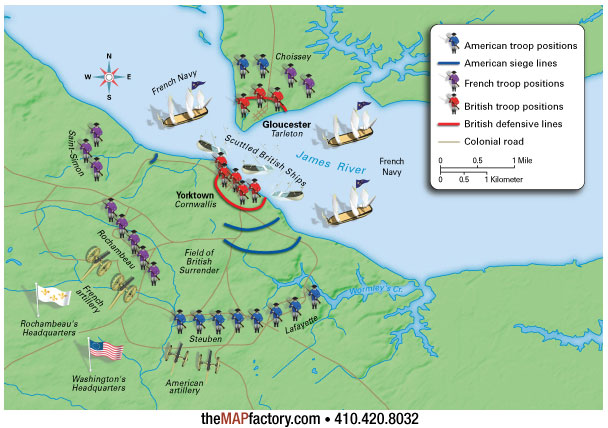 N
W E
S
French Navy
Choissey
Gloucester
Tarleton
Scuttled British Ships
James River
French
Navy
Saint-Simon
Yorktown
Cornwallis
Rochambeau
Field of
British
Surrender
French
artillery
Wormley's Cr.
Rochambeau's
Headquarters
Steuben
Lafayette
Washington's
Headquarters
American
artillery
American troop positions
American siege lines
French troop positions
British troop positions
British defensive lines
Colonial road
0 .5 1 Mile
0 .5 1 Kilometer
theMAPfactory.com • 410.420.8032